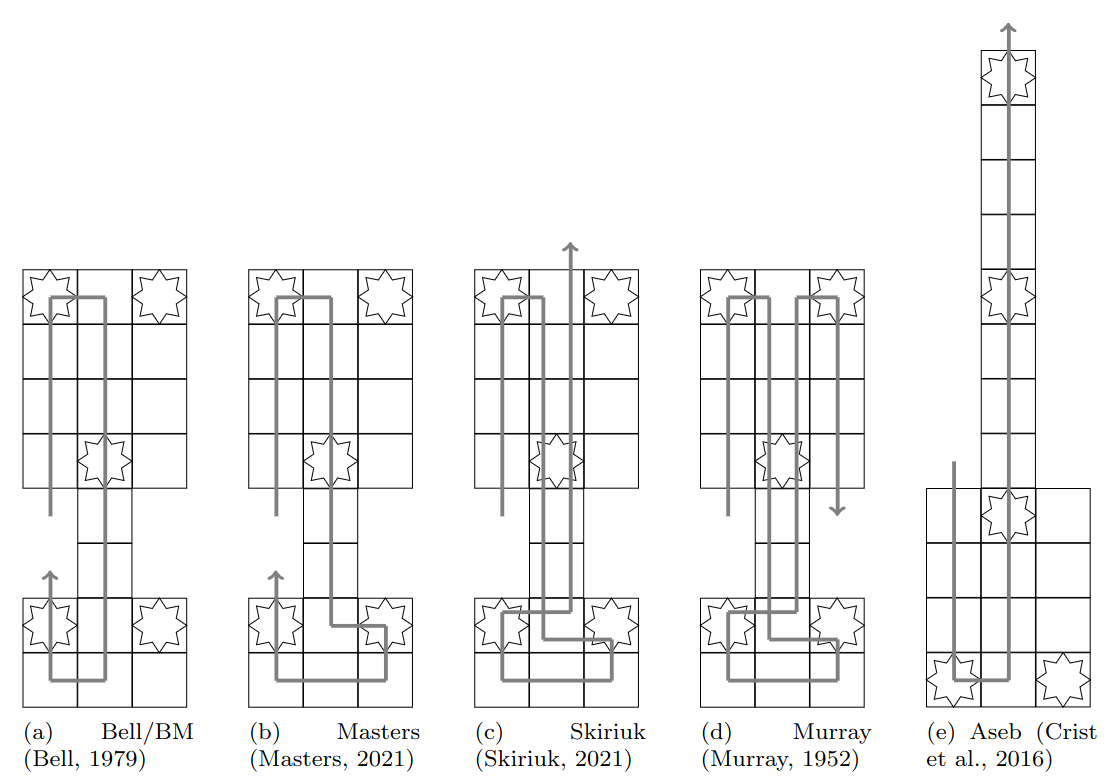 (a) Bell/BM
(Bell, 1979)
(b) Masters
(Masters, 2021)
(c) Skiriuk
(Skiriuk, 2021)
(d) Murray
(Murray, 1952)
(e) Aseb (Crist
et al., 2016)